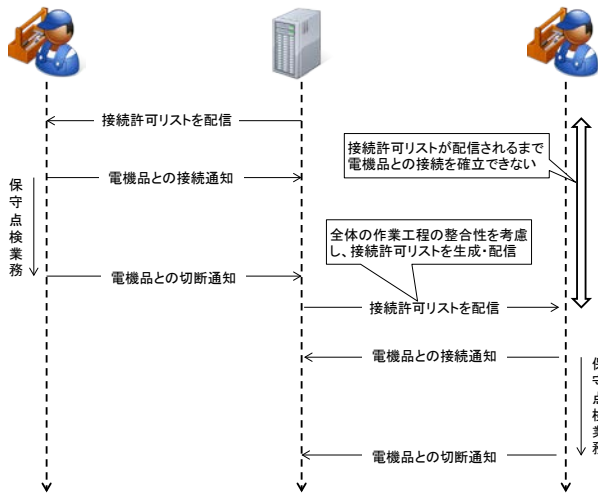 接続許可リストを配信
接続許可リストが配信されるまで
電機品との接続を確立できない
電機品との接続通知
保守点検業務
全体の作業工程の整合性を考慮
し、接続許可リストを生成・配信
電機品との切断通知
接続許可リストを配信
電機品との接続通知
保守点検業務
電機品との切断通知